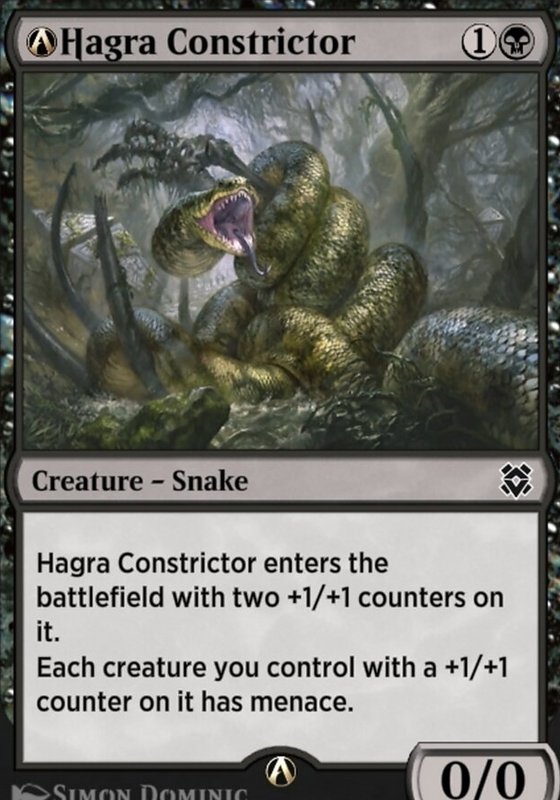 Hagra Constrictor 1
Creature – Snake
Hagra Constrictor enters the
battlefield with two +1/+1 counters on
it.
Each creature you control with a +1/+1
counter on it has menace.
0/0
SIMON DOMINIC